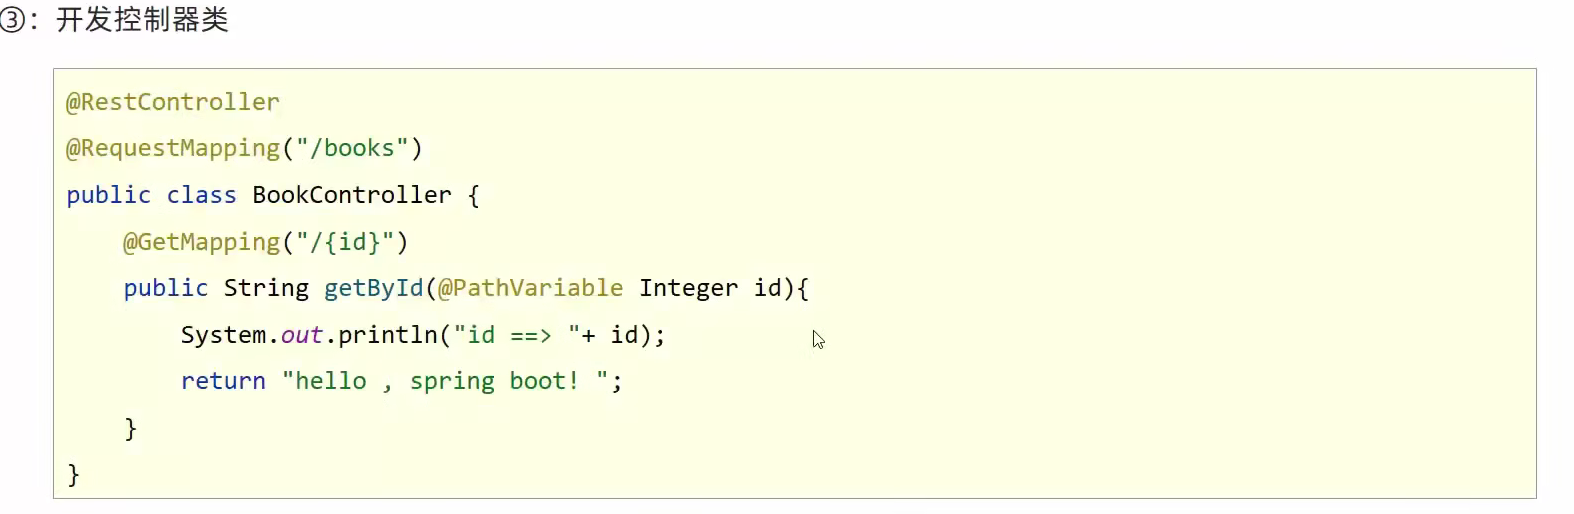 ③：开发控制器类
@RestController
@RequestMapping("/books")
public class BookController {
    @GetMapping("/{id}")
    public String getById(@PathVariable Integer id){
        System.out.println("id ==> "+ id);
        return "hello , spring boot! ";
    }
}